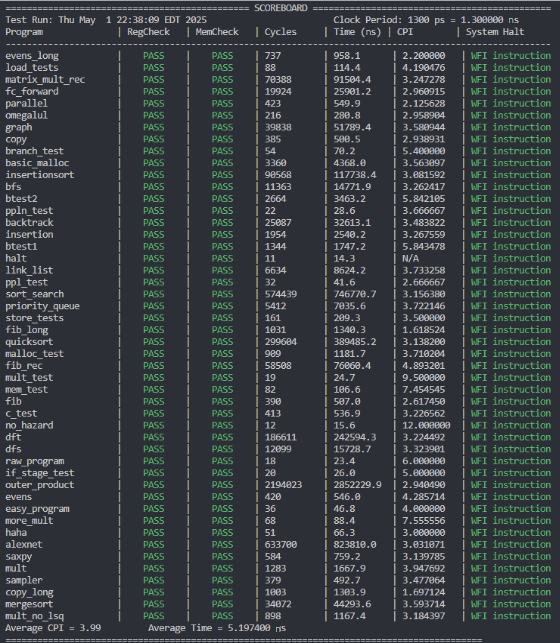 ================================================ SCOREBOARD ================================================
Test Run: Thu May  1 22:38:09 EDT 2025    Clock Period: 1300 ps = 1.300000 ns
Program | RegCheck | MemCheck | Cycles | Time (ns) | CPI | System Halt
------------------------------------------------------------------------------------------------------------
evens_long | PASS | PASS | 737 | 958.1 | 2.200000 | WFI instruction
load_tests | PASS | PASS | 88 | 114.4 | 4.190476 | WFI instruction
matrix_mult_rec | PASS | PASS | 70388 | 91504.4 | 3.247278 | WFI instruction
fc_forward | PASS | PASS | 19924 | 25901.2 | 2.960915 | WFI instruction
parallel | PASS | PASS | 423 | 549.9 | 2.125628 | WFI instruction
omegalul | PASS | PASS | 216 | 280.8 | 2.958904 | WFI instruction
graph | PASS | PASS | 39838 | 51789.4 | 3.580944 | WFI instruction
copy | PASS | PASS | 385 | 500.5 | 2.938931 | WFI instruction
branch_test | PASS | PASS | 54 | 70.2 | 5.400000 | WFI instruction
basic_malloc | PASS | PASS | 3360 | 4368.0 | 3.563097 | WFI instruction
insertionsort | PASS | PASS | 90568 | 117738.4 | 3.081592 | WFI instruction
bfs | PASS | PASS | 11363 | 14771.9 | 3.262417 | WFI instruction
btest2 | PASS | PASS | 2664 | 3463.2 | 5.842105 | WFI instruction
ppln_test | PASS | PASS | 22 | 28.6 | 3.666667 | WFI instruction
backtrack | PASS | PASS | 25087 | 32613.1 | 3.483822 | WFI instruction
insertion | PASS | PASS | 1954 | 2540.2 | 3.267559 | WFI instruction
btest1 | PASS | PASS | 1344 | 1747.2 | 5.843478 | WFI instruction
halt | PASS | PASS | 11 | 14.3 | N/A | WFI instruction
link_list | PASS | PASS | 6634 | 8624.2 | 3.733258 | WFI instruction
ppl_test | PASS | PASS | 32 | 41.6 | 2.666667 | WFI instruction
sort_search | PASS | PASS | 574439 | 746770.7 | 3.156380 | WFI instruction
priority_queue | PASS | PASS | 5412 | 7035.6 | 3.722146 | WFI instruction
store_tests | PASS | PASS | 161 | 209.3 | 3.500000 | WFI instruction
fib_long | PASS | PASS | 1031 | 1340.3 | 1.618524 | WFI instruction
quicksort | PASS | PASS | 299604 | 389485.2 | 3.138200 | WFI instruction
malloc_test | PASS | PASS | 909 | 1181.7 | 3.710204 | WFI instruction
fib_rec | PASS | PASS | 58508 | 76060.4 | 4.893201 | WFI instruction
mult_test | PASS | PASS | 19 | 24.7 | 9.500000 | WFI instruction
mem_test | PASS | PASS | 82 | 106.6 | 7.454545 | WFI instruction
fib | PASS | PASS | 390 | 507.0 | 2.617450 | WFI instruction
c_test | PASS | PASS | 413 | 536.9 | 3.226562 | WFI instruction
no_hazard | PASS | PASS | 12 | 15.6 | 12.000000 | WFI instruction
dft | PASS | PASS | 186611 | 242594.3 | 3.224492 | WFI instruction
dfs | PASS | PASS | 12099 | 15728.7 | 3.323901 | WFI instruction
raw_program | PASS | PASS | 18 | 23.4 | 6.000000 | WFI instruction
if_stage_test | PASS | PASS | 20 | 26.0 | 5.000000 | WFI instruction
outer_product | PASS | PASS | 2194023 | 2852229.9 | 2.940490 | WFI instruction
evens | PASS | PASS | 420 | 546.0 | 4.285714 | WFI instruction
easy_program | PASS | PASS | 36 | 46.8 | 4.000000 | WFI instruction
more_mult | PASS | PASS | 68 | 88.4 | 7.555556 | WFI instruction
haha | PASS | PASS | 51 | 66.3 | 3.000000 | WFI instruction
alexnet | PASS | PASS | 633700 | 823810.0 | 3.031071 | WFI instruction
saxpy | PASS | PASS | 584 | 759.2 | 3.139785 | WFI instruction
mult | PASS | PASS | 1283 | 1667.9 | 3.947692 | WFI instruction
sampler | PASS | PASS | 379 | 492.7 | 3.477064 | WFI instruction
copy_long | PASS | PASS | 1003 | 1303.9 | 1.697124 | WFI instruction
mergesort | PASS | PASS | 34072 | 44293.6 | 3.593714 | WFI instruction
mult_no_lsq | PASS | PASS | 898 | 1167.4 | 3.184397 | WFI instruction
Average CPI = 3.99    Average Time = 5.197400 ns
============================================================================================